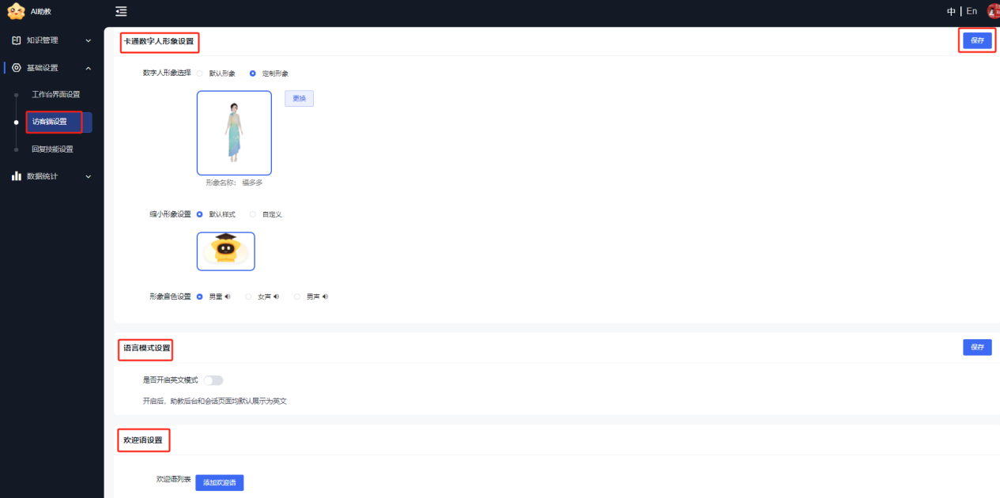 AI助教
中 | En
知识管理
基础设置
工作台界面设置
访客端设置
回复技能设置
数据统计
卡通数字人形象设置
保存
数字人形象选择 默认形象 定制形象
更换
形象名称： 福多多
缩小形象设置 默认样式 自定义
形象音色设置 男童 女声 男声
语言模式设置
保存
是否开启英文模式
开启后，助教后台和会话页面均默认展示为英文
欢迎语设置
欢迎语列表 添加欢迎语